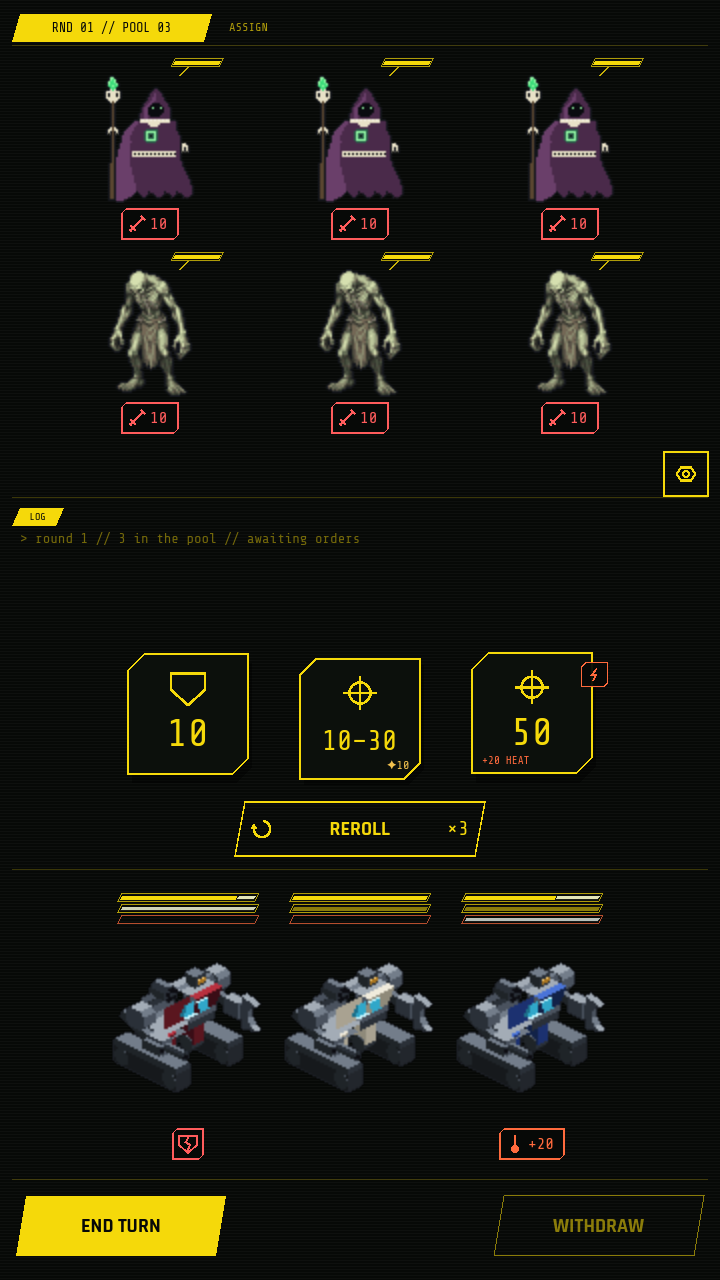 RND 01 // POOL 03
ASSIGN
10 10 10
10 10 10
LOG
> round 1 // 3 in the pool // awaiting orders
10 10–30 50
10 +20 HEAT
REROLL ×3
+20
END TURN WITHDRAW